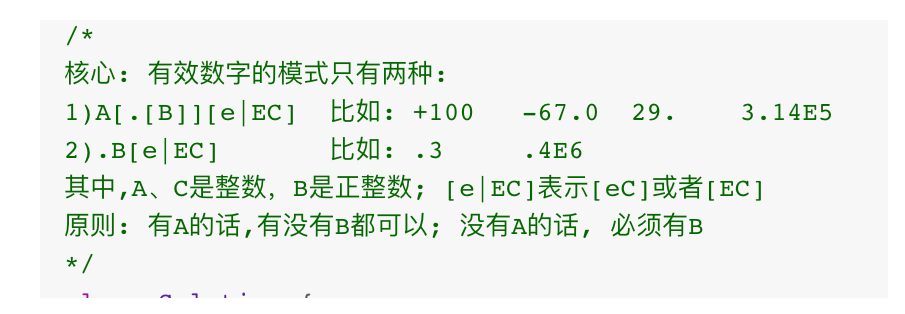 /*
核心: 有效数字的模式只有两种:
1)A[.[B]][e|EC]  比如: +100   -67.0  29.    3.14E5
2).B[e|EC]       比如: .3     .4E6
其中,A、C是整数, B是正整数; [e|EC]表示[eC]或者[EC]
原则: 有A的话,有没有B都可以; 没有A的话, 必须有B
*/